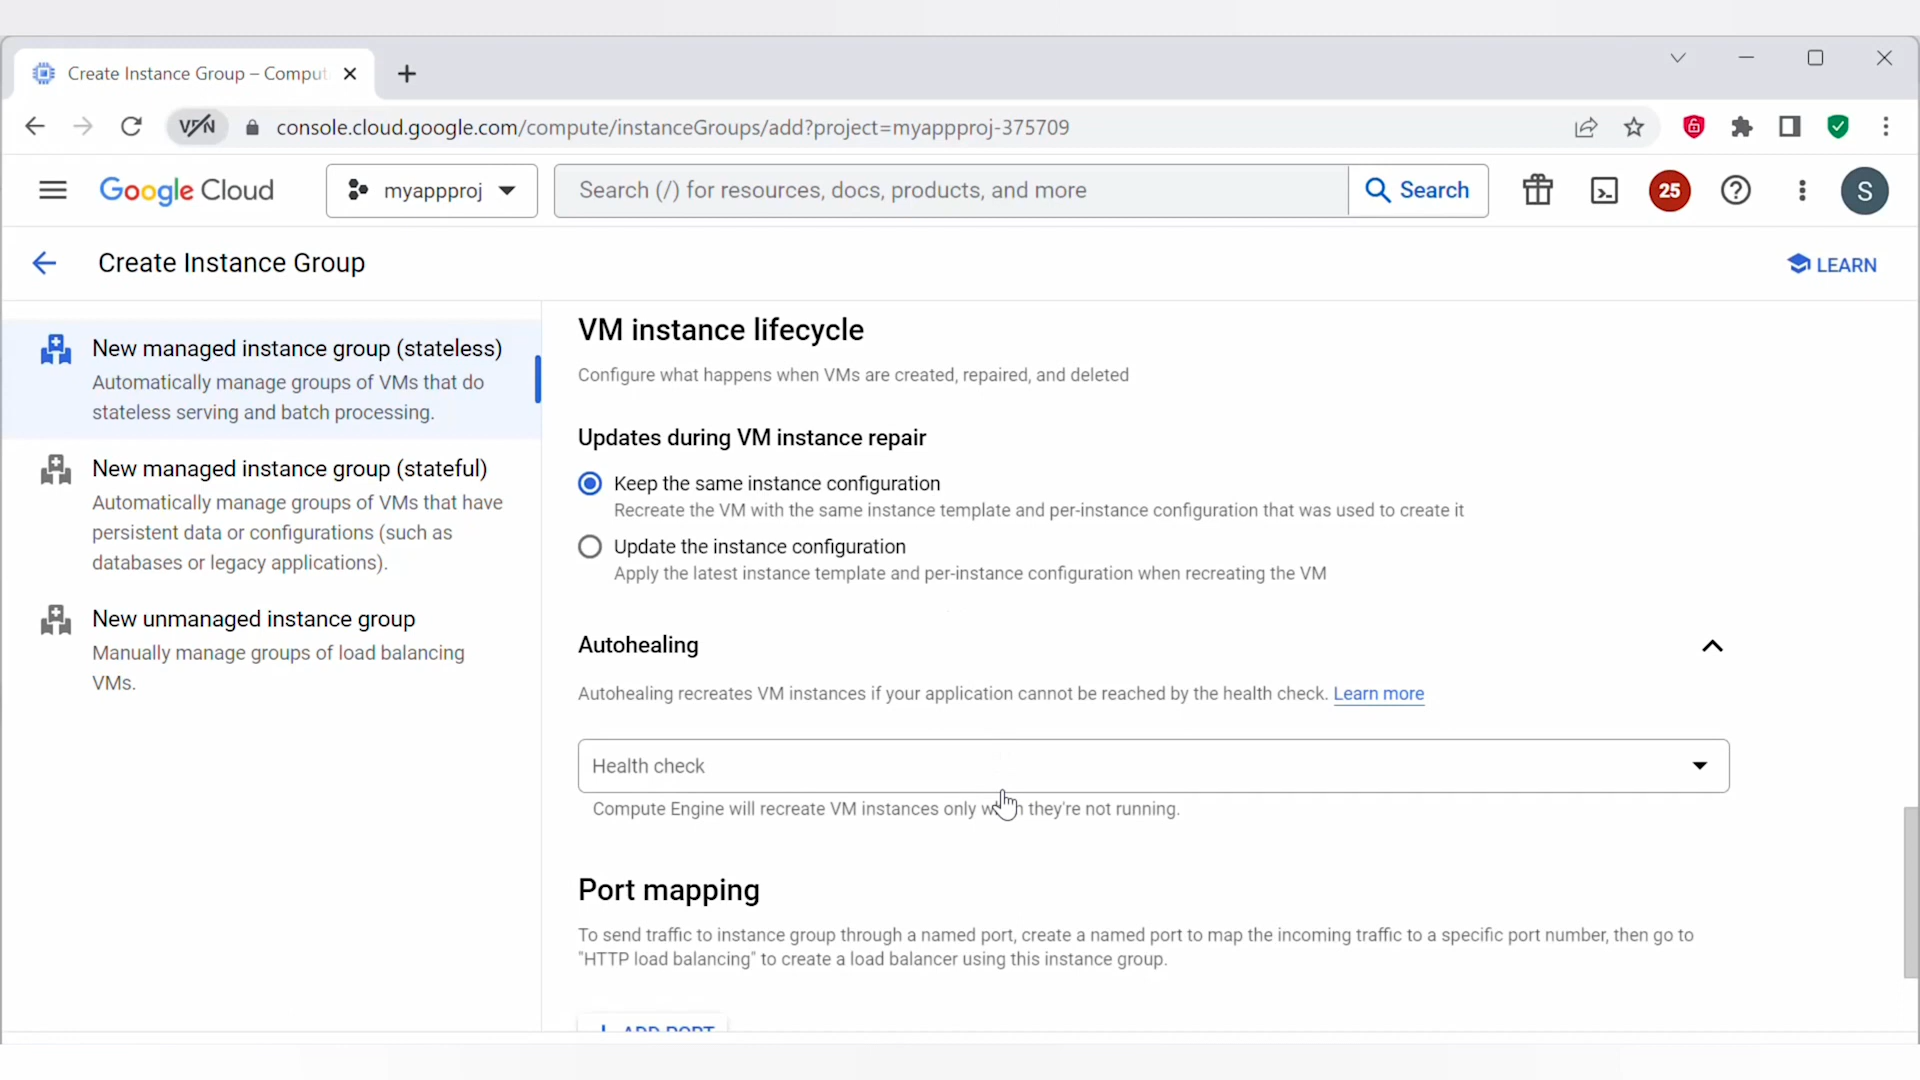 Create Instance Group – Comput
VPN
console.cloud.google.com/compute/instanceGroups/add?project=myappproj-375709
Google Cloud
myappproj
Search (/) for resources, docs, products, and more
Search
25
S
Create Instance Group
LEARN
New managed instance group (stateless)
Automatically manage groups of VMs that do
stateless serving and batch processing.
New managed instance group (stateful)
Automatically manage groups of VMs that have
persistent data or configurations (such as
databases or legacy applications).
New unmanaged instance group
Manually manage groups of load balancing
VMs.
VM instance lifecycle
Configure what happens when VMs are created, repaired, and deleted
Updates during VM instance repair
Keep the same instance configuration
Recreate the VM with the same instance template and per-instance configuration that was used to create it
Update the instance configuration
Apply the latest instance template and per-instance configuration when recreating the VM
Autohealing
Autohealing recreates VM instances if your application cannot be reached by the health check. Learn more
Health check
Compute Engine will recreate VM instances only when they're not running.
Port mapping
To send traffic to instance group through a named port, create a named port to map the incoming traffic to a specific port number, then go to
"HTTP load balancing" to create a load balancer using this instance group.
+ ADD PORT